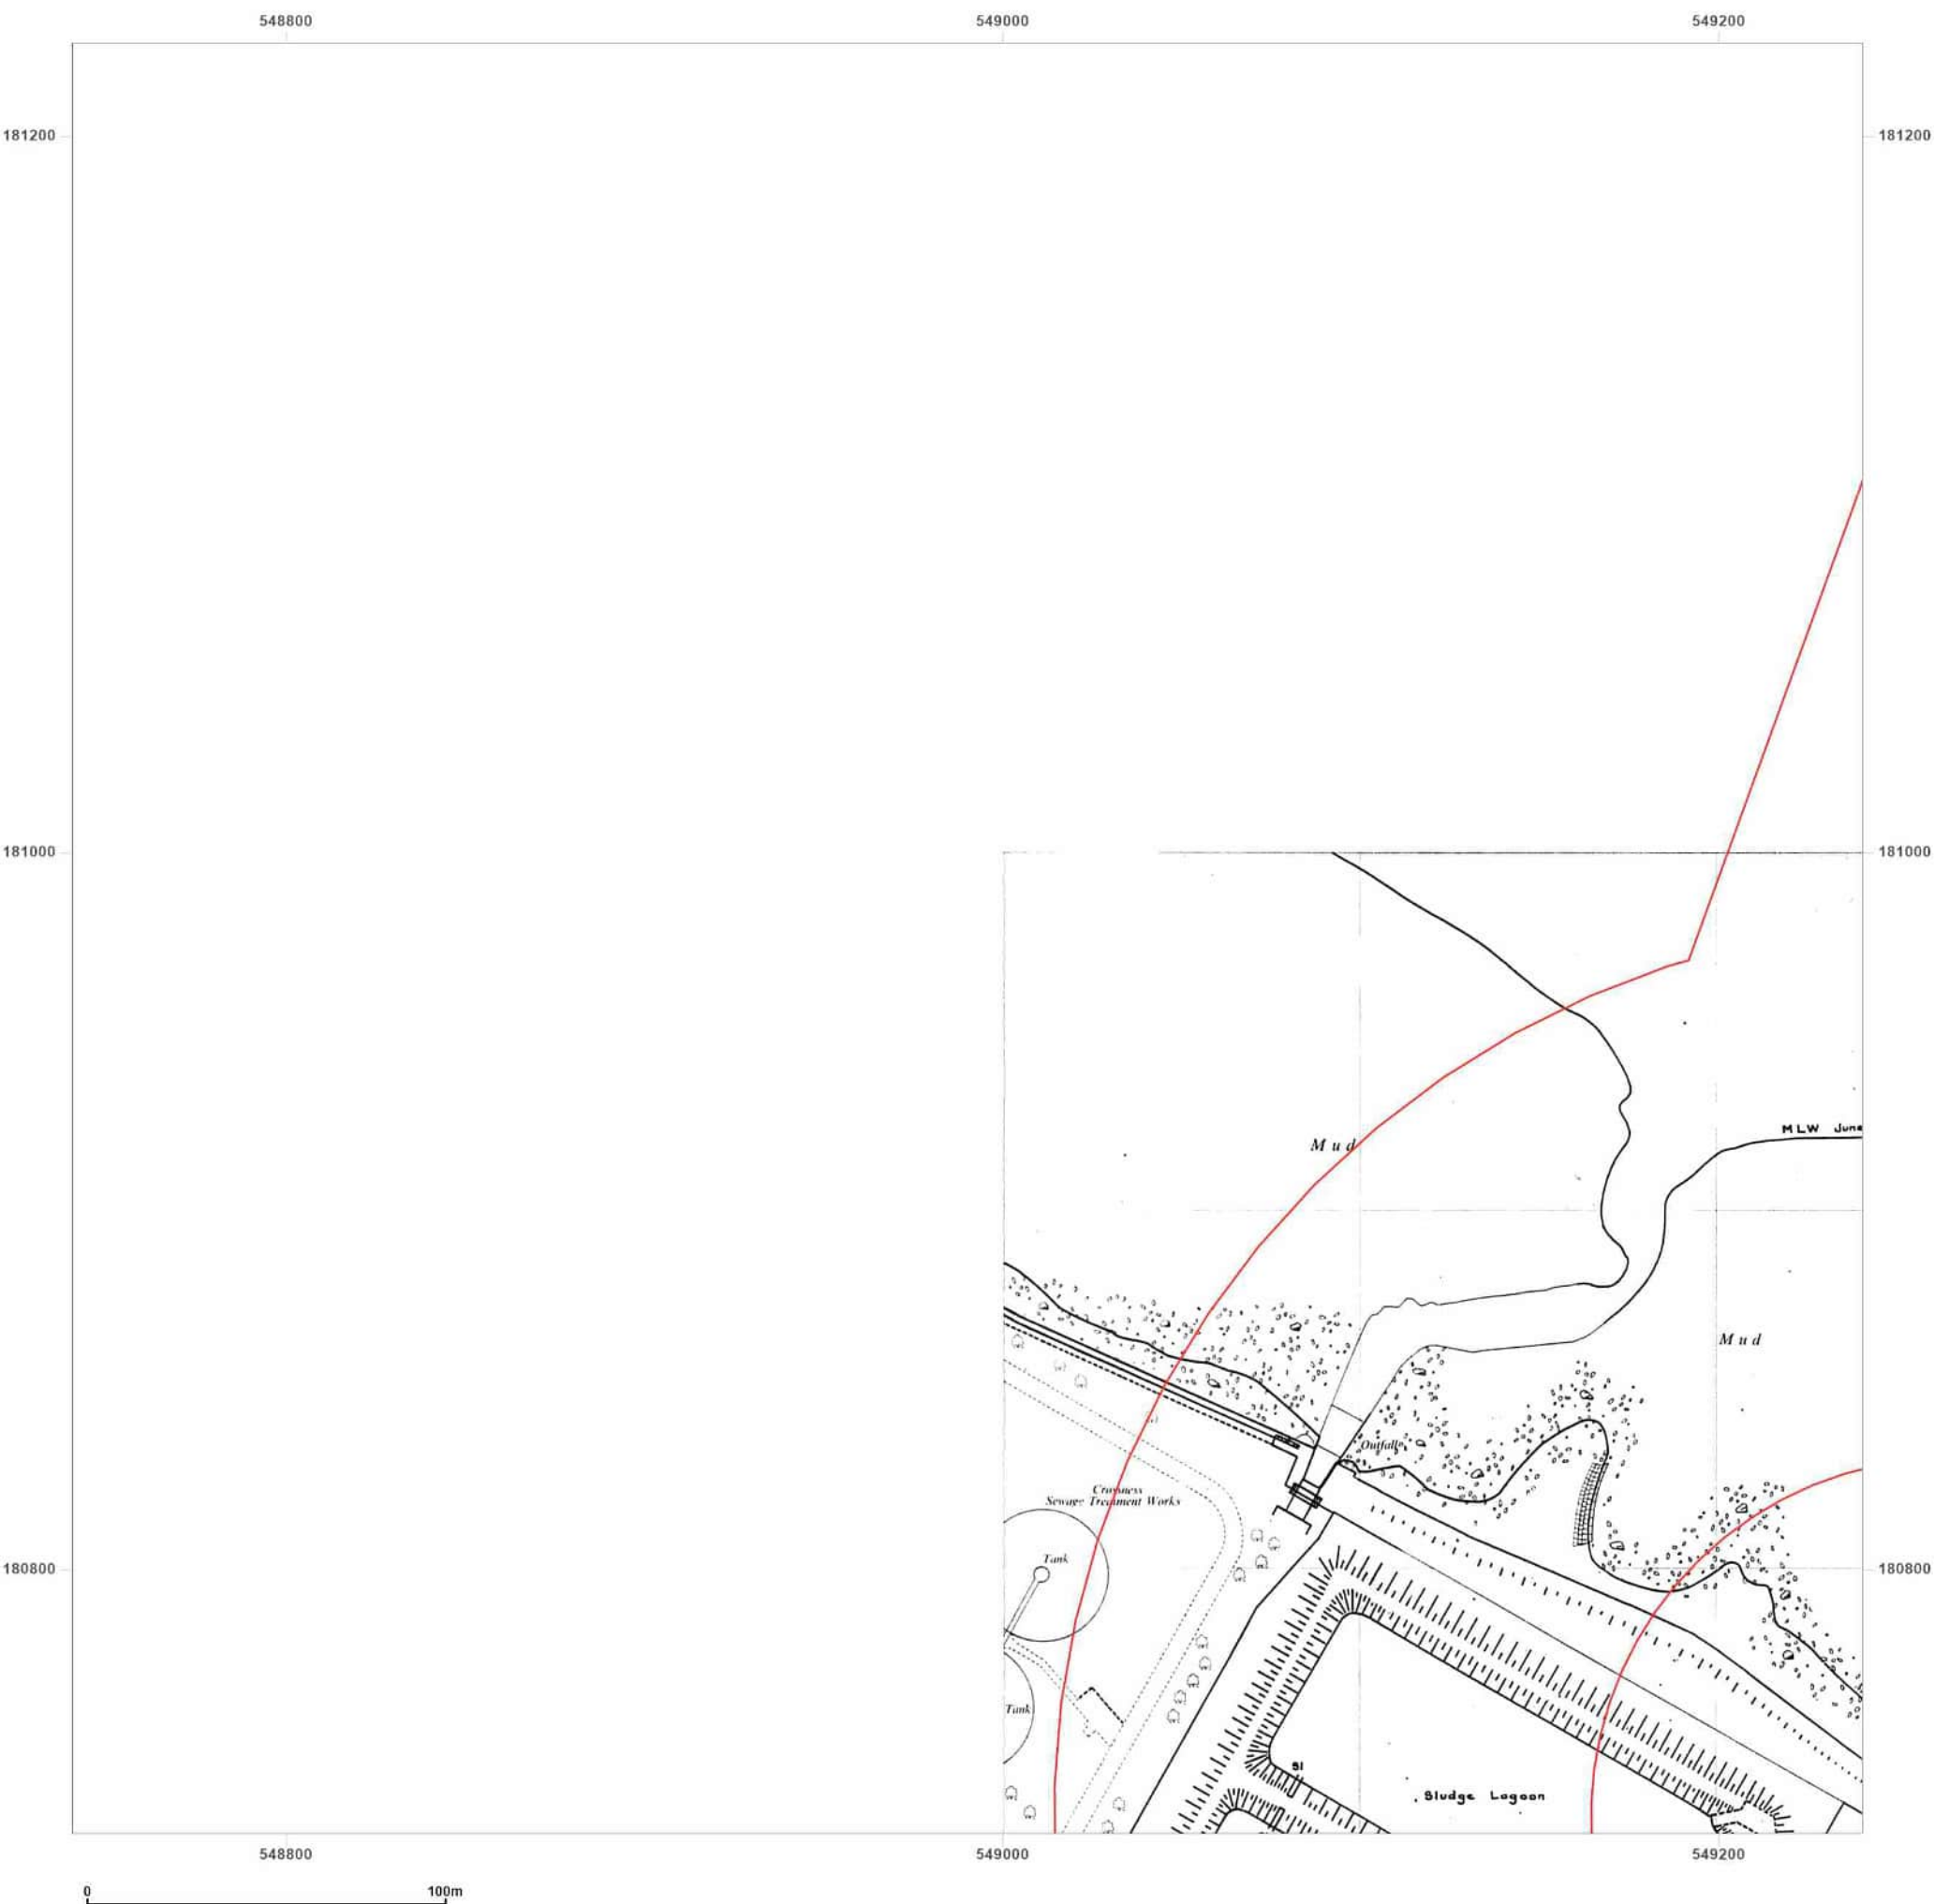 548800 549000 549200
181200 181200
181000 181000
MLW June
Mud
Mud
Outfall
Crossness
Sewage Treatment Works
Tank
180800 180800
Tank
Sl
Sludge Lagoon
548800 549000 549200
0 100m